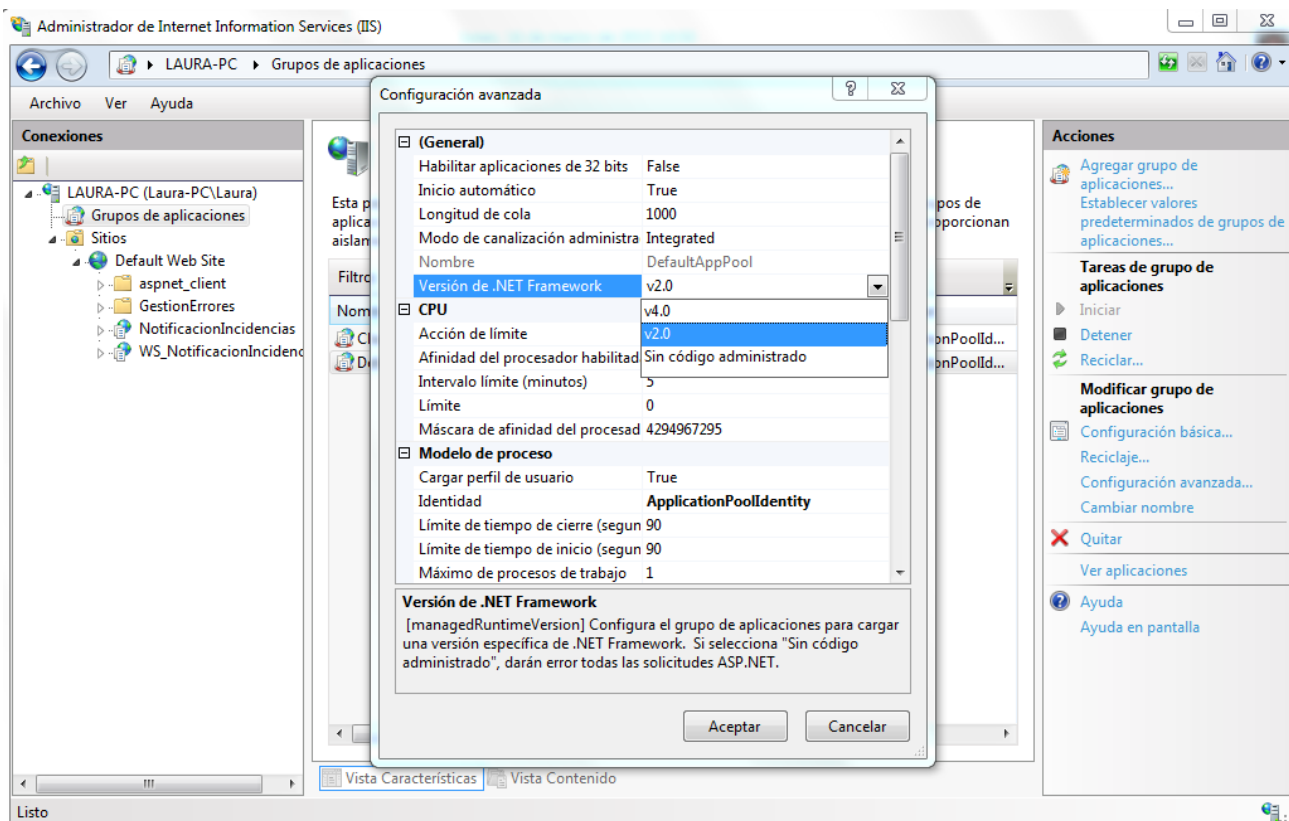 Administrador de Internet Information Services (IIS)
LAURA-PC Grupos de aplicaciones
Archivo Ver Ayuda
Conexiones
LAURA-PC (Laura-PC\Laura)
Grupos de aplicaciones
Sitios
Default Web Site
aspnet_client
GestionErrores
NotificacionIncidencias
WS_NotificacionIncidenc
Esta p
aplica
aislan
pos de
oporcionan
Filtro
Nom
Cl
De
onPoolId...
onPoolId...
Configuración avanzada
(General)
Habilitar aplicaciones de 32 bits False
Inicio automático True
Longitud de cola 1000
Modo de canalización administra Integrated
Nombre DefaultAppPool
Versión de .NET Framework v2.0
v4.0
v2.0
Sin código administrado
CPU
Acción de límite
Afinidad del procesador habilitad
Intervalo límite (minutos) 5
Límite 0
Máscara de afinidad del procesad 4294967295
Modelo de proceso
Cargar perfil de usuario True
Identidad ApplicationPoolIdentity
Límite de tiempo de cierre (segun 90
Límite de tiempo de inicio (segun 90
Máximo de procesos de trabajo 1
Versión de .NET Framework
[managedRuntimeVersion] Configura el grupo de aplicaciones para cargar
una versión específica de .NET Framework. Si selecciona "Sin código
administrado", darán error todas las solicitudes ASP.NET.
Aceptar Cancelar
Vista Características Vista Contenido
Acciones
Agregar grupo de
aplicaciones...
Establecer valores
predeterminados de grupos de
aplicaciones...
Tareas de grupo de
aplicaciones
Iniciar
Detener
Reciclar...
Modificar grupo de
aplicaciones
Configuración básica...
Reciclaje...
Configuración avanzada...
Cambiar nombre
Quitar
Ver aplicaciones
Ayuda
Ayuda en pantalla
Listo